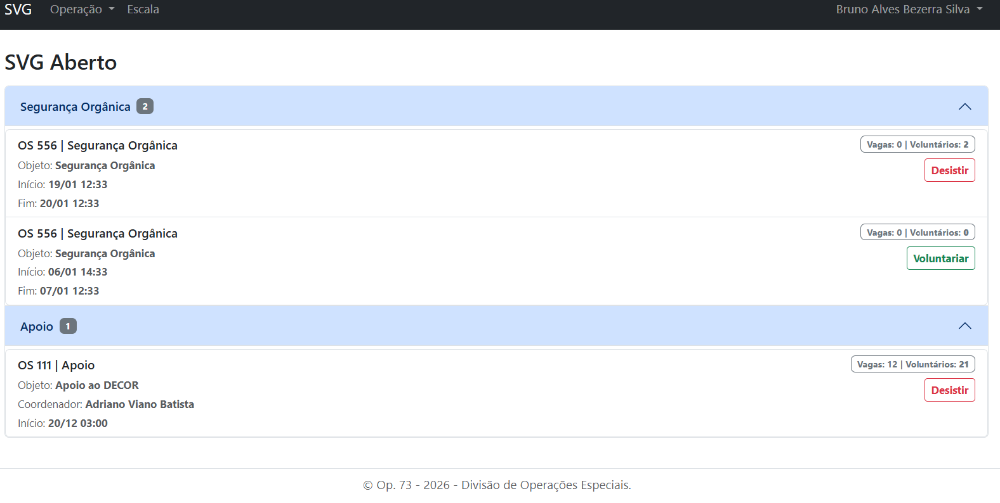 SVG Operação Escala Bruno Alves Bezerra Silva
SVG Aberto
Segurança Orgânica 2
OS 556 | Segurança Orgânica
Vagas: 0 | Voluntários: 2
Objeto: Segurança Orgânica
Desistir
Início: 19/01 12:33
Fim: 20/01 12:33
OS 556 | Segurança Orgânica
Vagas: 0 | Voluntários: 0
Objeto: Segurança Orgânica
Voluntariar
Início: 06/01 14:33
Fim: 07/01 12:33
Apoio 1
OS 111 | Apoio
Vagas: 12 | Voluntários: 21
Objeto: Apoio ao DECOR
Desistir
Coordenador: Adriano Viano Batista
Início: 20/12 03:00
© Op. 73 - 2026 - Divisão de Operações Especiais.